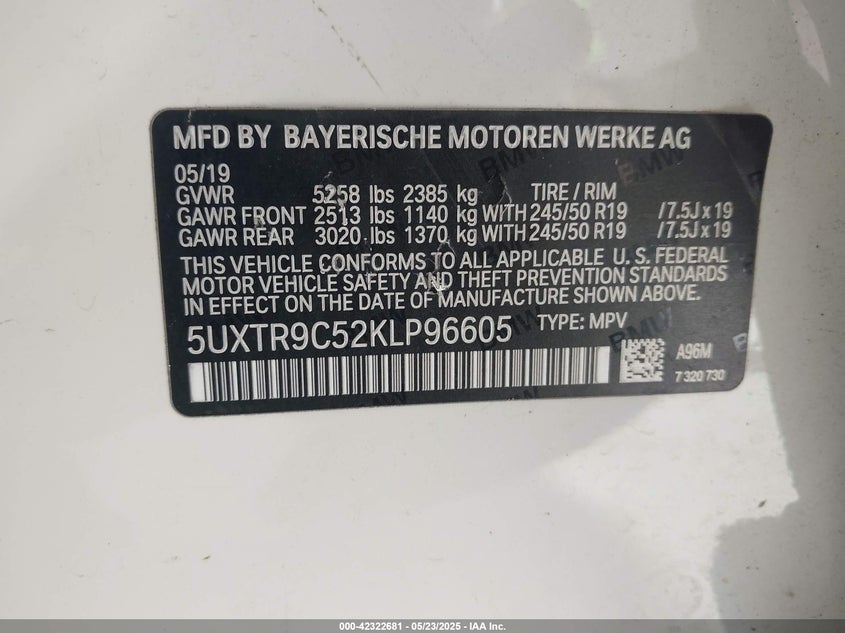 MFD BY BAYERISCHE MOTOREN WERKE AG
05/19
GVWR 5258 lbs 2385 kg TIRE / RIM
GAWR FRONT 2513 lbs 1140 kg WITH 245/50 R19 /7.5J x 19
GAWR REAR 3020 lbs 1370 kg WITH 245/50 R19 /7.5J x 19
THIS VEHICLE CONFORMS TO ALL APPLICABLE U. S. FEDERAL
MOTOR VEHICLE SAFETY AND THEFT PREVENTION STANDARDS
IN EFFECT ON THE DATE OF MANUFACTURE SHOWN ABOVE.
5UXTR9C52KLP96605 TYPE: MPV
A96M
7 320 730
000-42322681 - 05/23/2025 - IAA Inc.